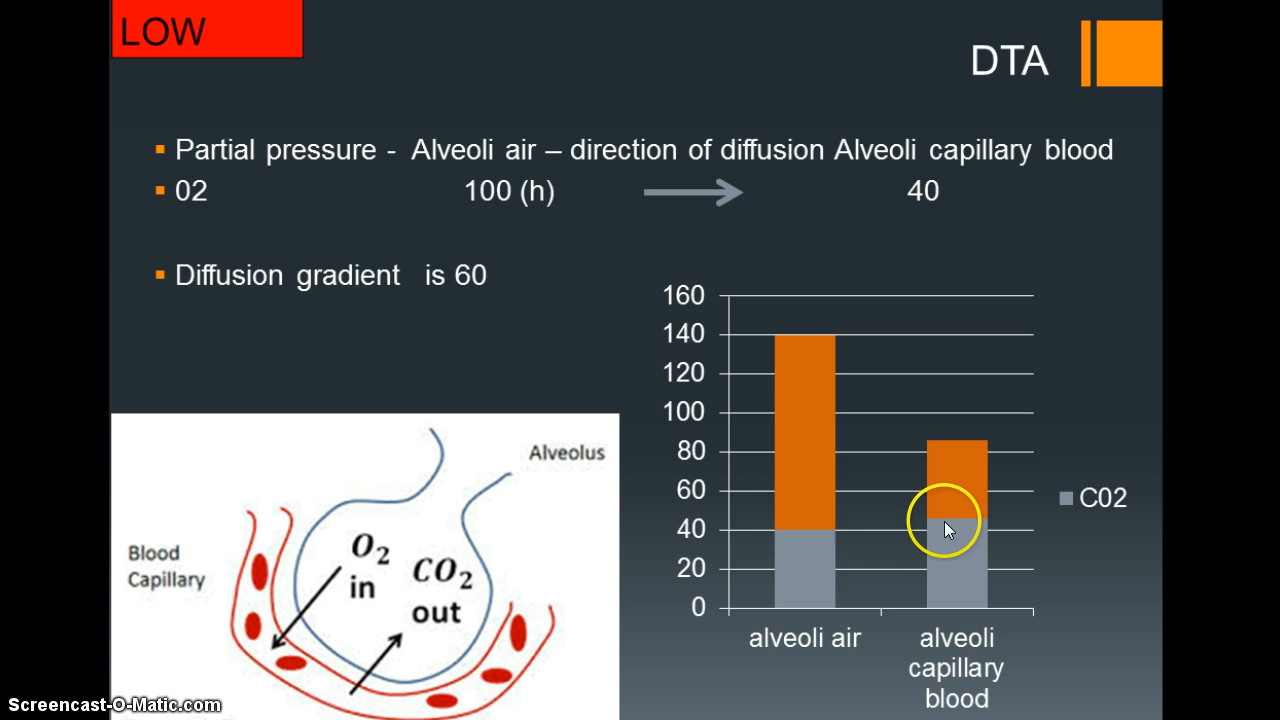 LOW
DTA
Partial pressure - Alveoli air – direction of diffusion Alveoli capillary blood
02 100 (h) 40
Diffusion gradient is 60
160
140
120
100
80
60
40
20
0
C02
alveoli air
alveoli
capillary
blood
Alveolus
Blood
Capillary
O2
in
CO2
out
Screencast-O-Matic.com